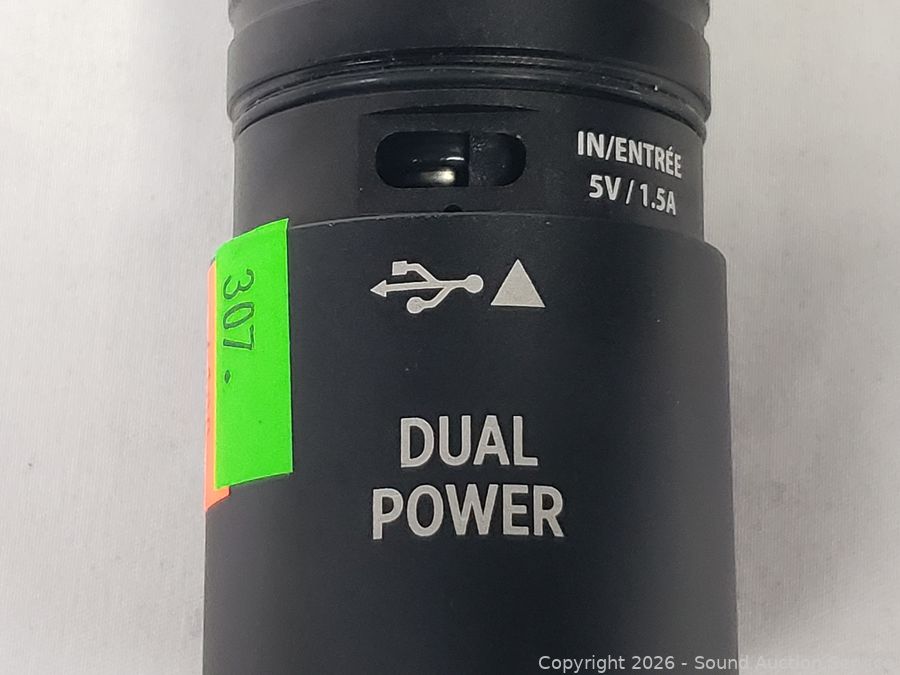 IN/ENTRÉE
5V / 1.5A
307.
DUAL
POWER
Copyright © 2026 - Sound Auction Service